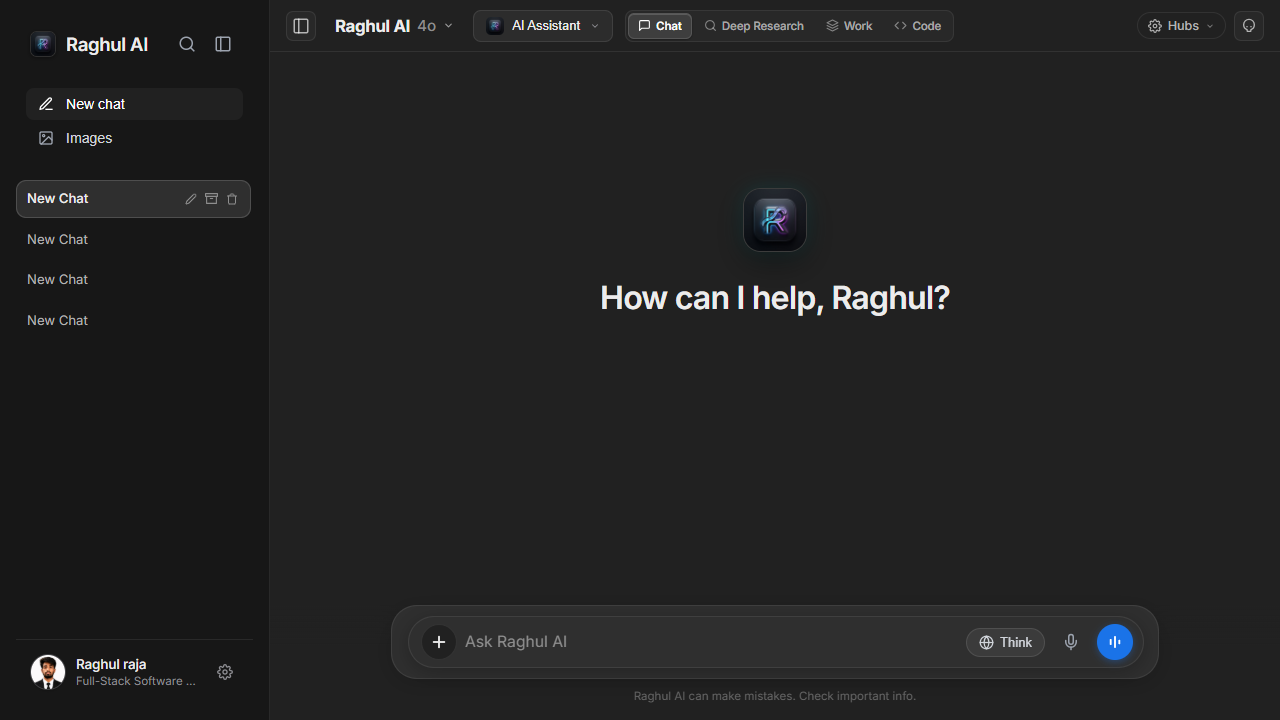 Raghul AI
New chat
Images
New Chat
New Chat
New Chat
New Chat
Raghul raja
Full-Stack Software ...
Raghul AI 4o
AI Assistant
Chat
Deep Research
Work
Code
Hubs
How can I help, Raghul?
Ask Raghul AI
Think
Raghul AI can make mistakes. Check important info.